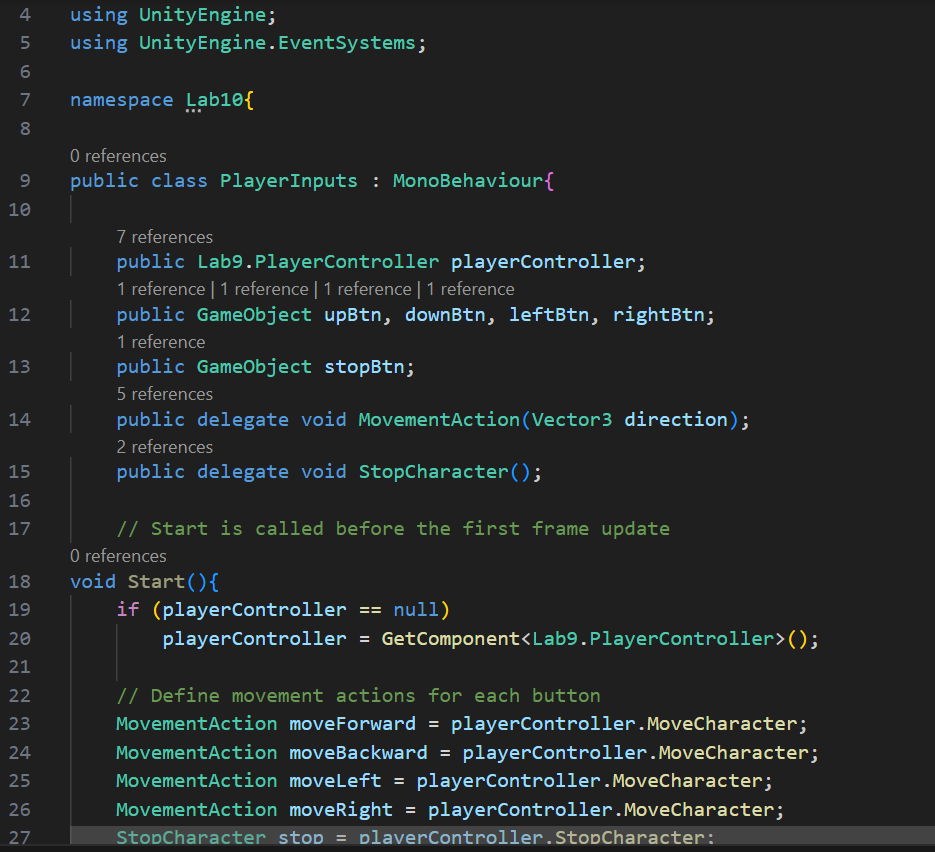 4 using UnityEngine;
5 using UnityEngine.EventSystems;
6
7 namespace Lab10{
8
0 references
9 public class PlayerInputs : MonoBehaviour{
10
7 references
11 public Lab9.PlayerController playerController;
1 reference | 1 reference | 1 reference | 1 reference
12 public GameObject upBtn, downBtn, leftBtn, rightBtn;
1 reference
13 public GameObject stopBtn;
5 references
14 public delegate void MovementAction(Vector3 direction);
2 references
15 public delegate void StopCharacter();
16
17 // Start is called before the first frame update
0 references
18 void Start(){
19 if (playerController == null)
20 playerController = GetComponent<Lab9.PlayerController>();
21
22 // Define movement actions for each button
23 MovementAction moveForward = playerController.MoveCharacter;
24 MovementAction moveBackward = playerController.MoveCharacter;
25 MovementAction moveLeft = playerController.MoveCharacter;
26 MovementAction moveRight = playerController.MoveCharacter;
27 StopCharacter stop = playerController.StopCharacter;